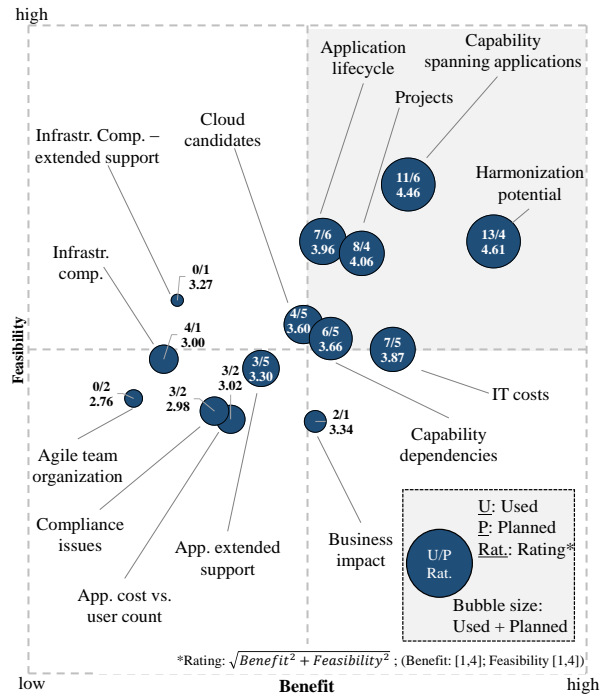 high
Application
lifecycle
Capability
spanning applications
Projects
Cloud
candidates
Infrastr. Comp. –
extended support
Harmonization
potential
11/6
4.46
7/6
3.96
8/4
4.06
13/4
4.61
Infrastr.
comp.
0/1
3.27
4/5
3.60
6/5
3.66
7/5
3.87
4/1
3.00
3/5
3.30
3/2
3.02
0/2
2.76
3/2
2.98
2/1
3.34
Feasibility
IT costs
Capability
dependencies
Agile team
organization
Compliance
issues
App. extended
support
Business
impact
App. cost vs.
user count
U: Used
P: Planned
Rat.: Rating*
U/P
Rat.
Bubble size:
Used + Planned
*Rating: √(Benefit² + Feasibility²) ; (Benefit: [1,4]; Feasibility [1,4])
low
Benefit
high